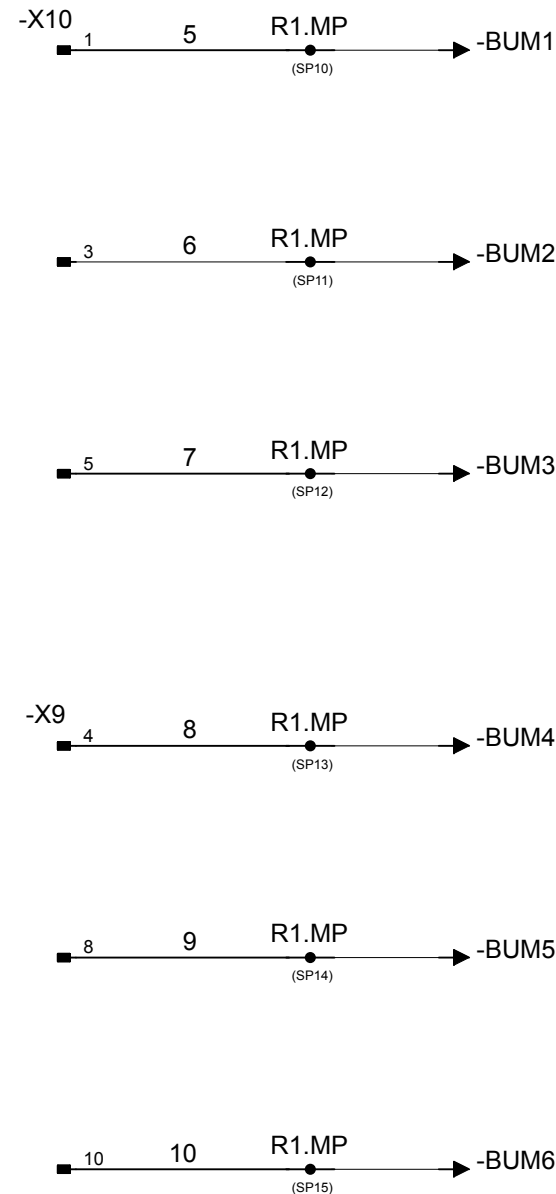 -X10
1 5 R1.MP -BUM1
(SP10)
3 6 R1.MP -BUM2
(SP11)
5 7 R1.MP -BUM3
(SP12)
-X9
4 8 R1.MP -BUM4
(SP13)
8 9 R1.MP -BUM5
(SP14)
10 10 R1.MP -BUM6
(SP15)